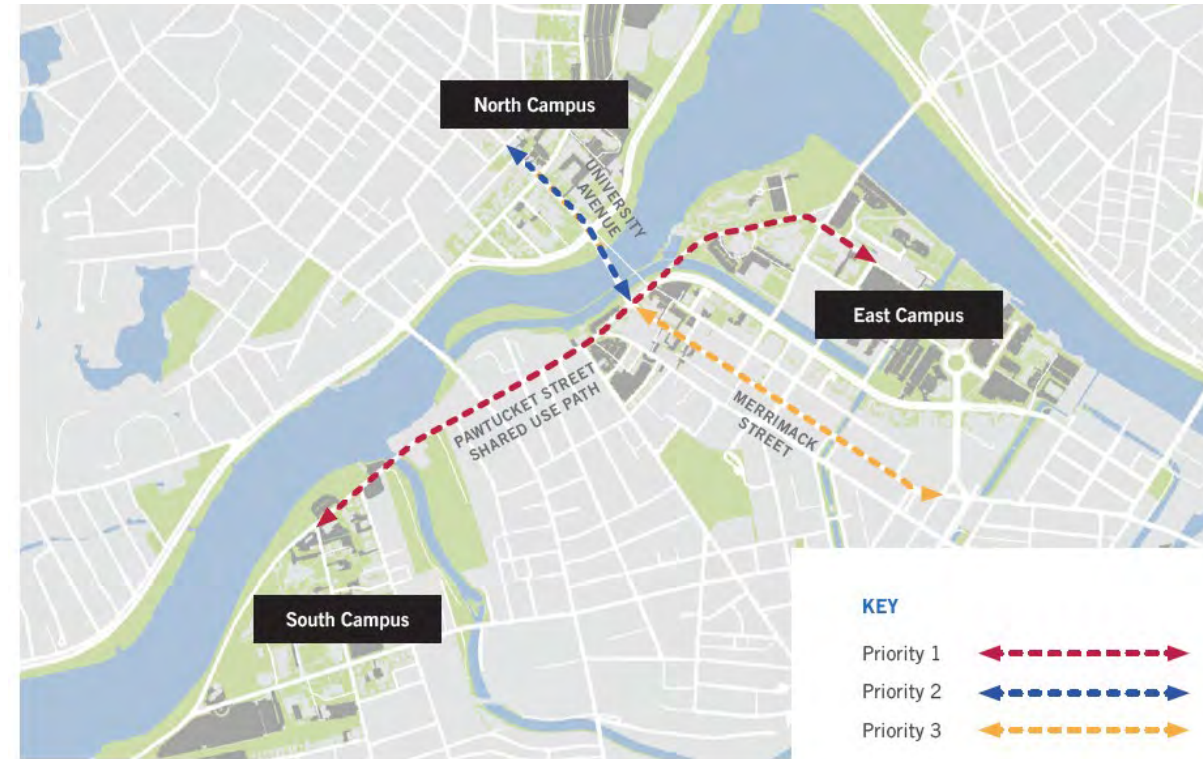 North Campus
UNIVERSITY
AVENUE
East Campus
PAWTUCKET STREET
SHARED USE PATH
MERRIMACK
STREET
South Campus
KEY
Priority 1
Priority 2
Priority 3